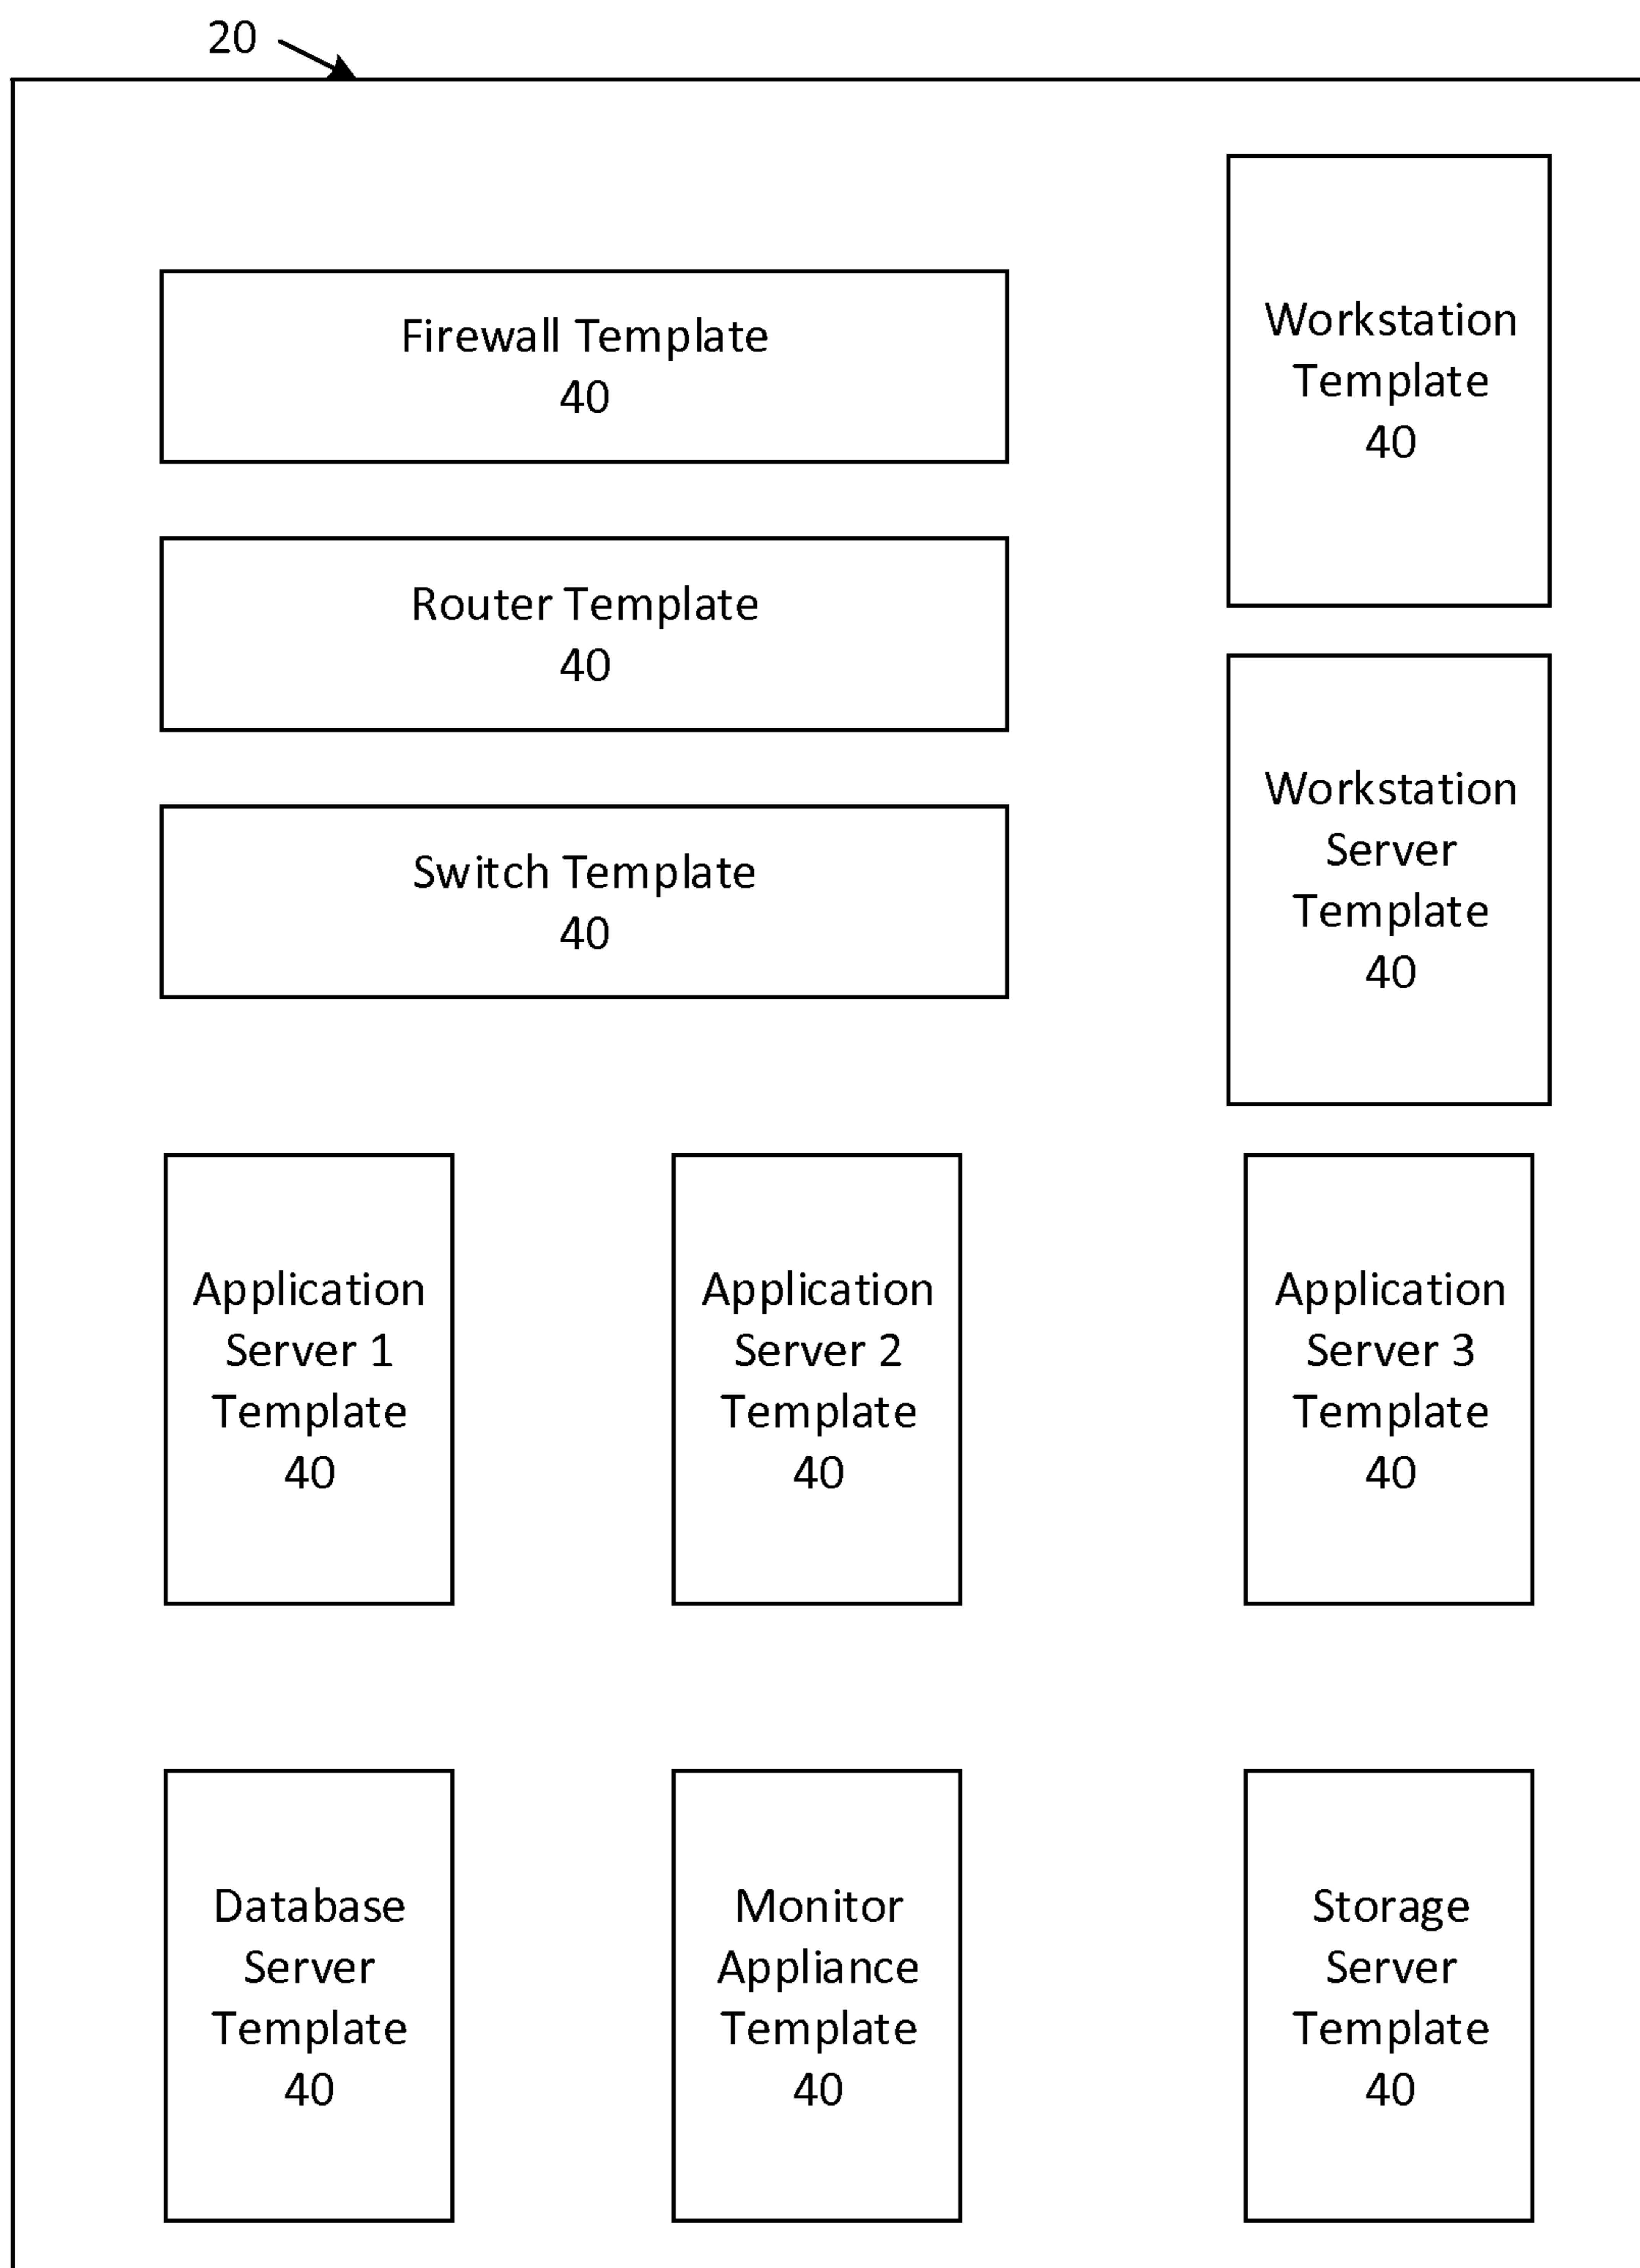 20
Firewall Template
40
Workstation
Template
40
Router Template
40
Switch Template
40
Workstation
Server
Template
40
Application
Server 1
Template
40
Application
Server 2
Template
40
Application
Server 3
Template
40
Database
Server
Template
40
Monitor
Appliance
Template
40
Storage
Server
Template
40